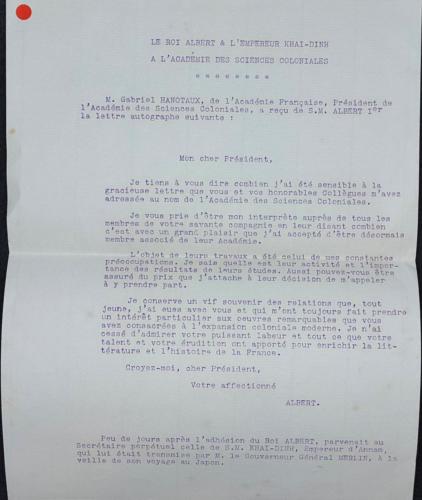 LE ROI ALBERT & L'EMPEREUR KHAI-DINH
A L'ACADÉMIE DES SCIENCES COLONIALES
* * * * * * * *
M. Gabriel HANOTAUX, de l'Académie Française, Président de
l'Académie des Sciences Coloniales, a reçu de S.M. ALBERT Ier
la lettre autographe suivante :
Mon cher Président,
Je tiens à vous dire combien j'ai été sensible à la
gracieuse lettre que vous et vos honorables Collègues m'avez
adressée au nom de l'Académie des Sciences Coloniales.
Je vous prie d'être mon interprète auprès de tous les
membres de votre savante compagnie en leur disant combien
c'est avec un grand plaisir que j'ai accepté d'être désormais
membre associé de leur Académie.
L'objet de leurs travaux a été celui de mes constantes
préoccupations. Je sais quelle est leur activité et l'impor-
tance des résultats de leurs études. Aussi pouvez-vous être
assuré du prix que j'attache à leur décision de m'appeler
à y prendre part.
Je conserve un vif souvenir des relations que, tout
jeune, j'ai eues avec vous et qui m'ont toujours fait prendre
un intérêt particulier aux oeuvres remarquables que vous
avez consacrées à l'expansion coloniale moderne. Je n'ai
cessé d'admirer votre puissant labeur et tout ce que votre
talent et votre érudition ont apporté pour enrichir la lit-
térature et l'histoire de la France.
Croyez-moi, cher Président,
Votre affectionné
ALBERT.
Peu de jours après l'adhésion du Roi ALBERT, parvenait au
Secrétaire perpétuel celle de S.M. KHAI-DINH, Empereur d'Annam,
qui lui était transmise par M. le Gouverneur Général MERLIN, à la
veille de son voyage au Japon.